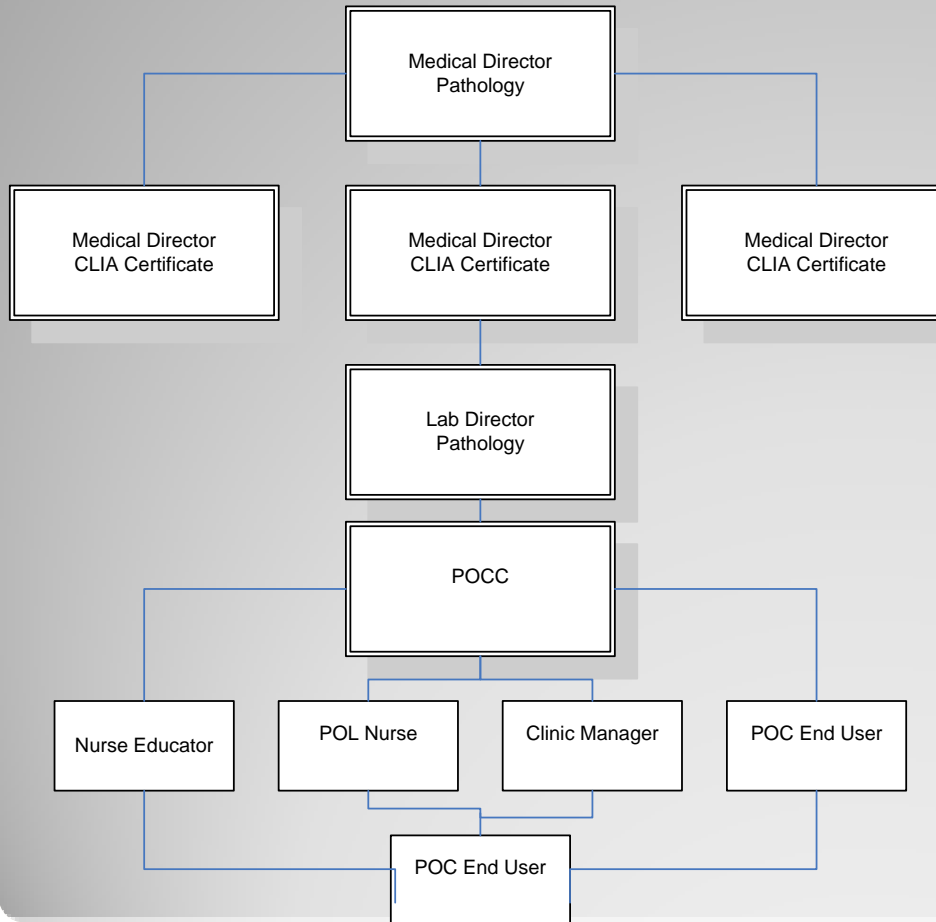 Medical Director
Pathology
Medical Director
CLIA Certificate
Medical Director
CLIA Certificate
Medical Director
CLIA Certificate
Lab Director
Pathology
POCC
Nurse Educator
POL Nurse
Clinic Manager
POC End User
POC End User